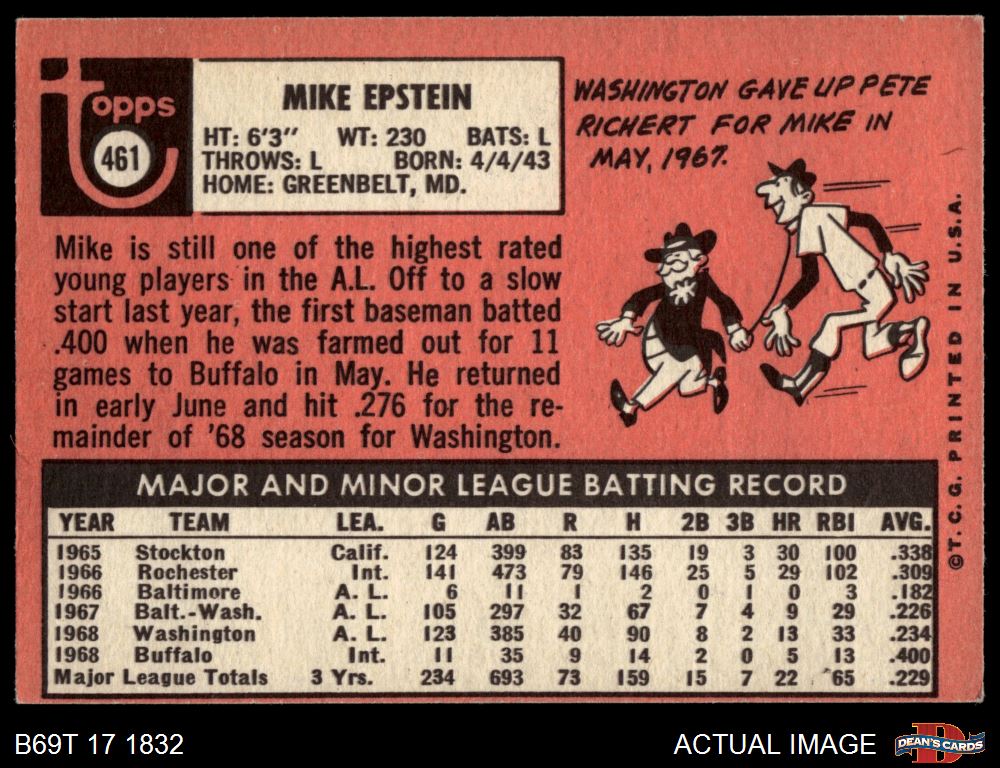 topps
461
MIKE EPSTEIN
HT: 6'3" WT: 230 BATS: L
THROWS: L BORN: 4/4/43
HOME: GREENBELT, MD.
WASHINGTON GAVE UP PETE
RICHERT FOR MIKE IN
MAY, 1967.
Mike is still one of the highest rated
young players in the A.L. Off to a slow
start last year, the first baseman batted
.400 when he was farmed out for 11
games to Buffalo in May. He returned
in early June and hit .276 for the re-
mainder of '68 season for Washington.
MAJOR AND MINOR LEAGUE BATTING RECORD
YEAR TEAM LEA. G AB R H 2B 3B HR RBI AVG.
1965 Stockton Calif. 124 399 83 135 19 3 30 100 .338
1966 Rochester Int. 141 473 79 146 25 5 29 102 .309
1966 Baltimore A. L. 6 11 1 2 0 1 0 3 .182
1967 Balt.-Wash. A. L. 105 297 32 67 7 4 9 29 .226
1968 Washington A. L. 123 385 40 90 8 2 13 33 .234
1968 Buffalo Int. 11 35 9 14 2 0 5 13 .400
Major League Totals 3 Yrs. 234 693 73 159 15 7 22 65 .229
© T. C. G. PRINTED IN U.S.A.
B69T 17 1832
ACTUAL IMAGE
DEAN'S CARDS